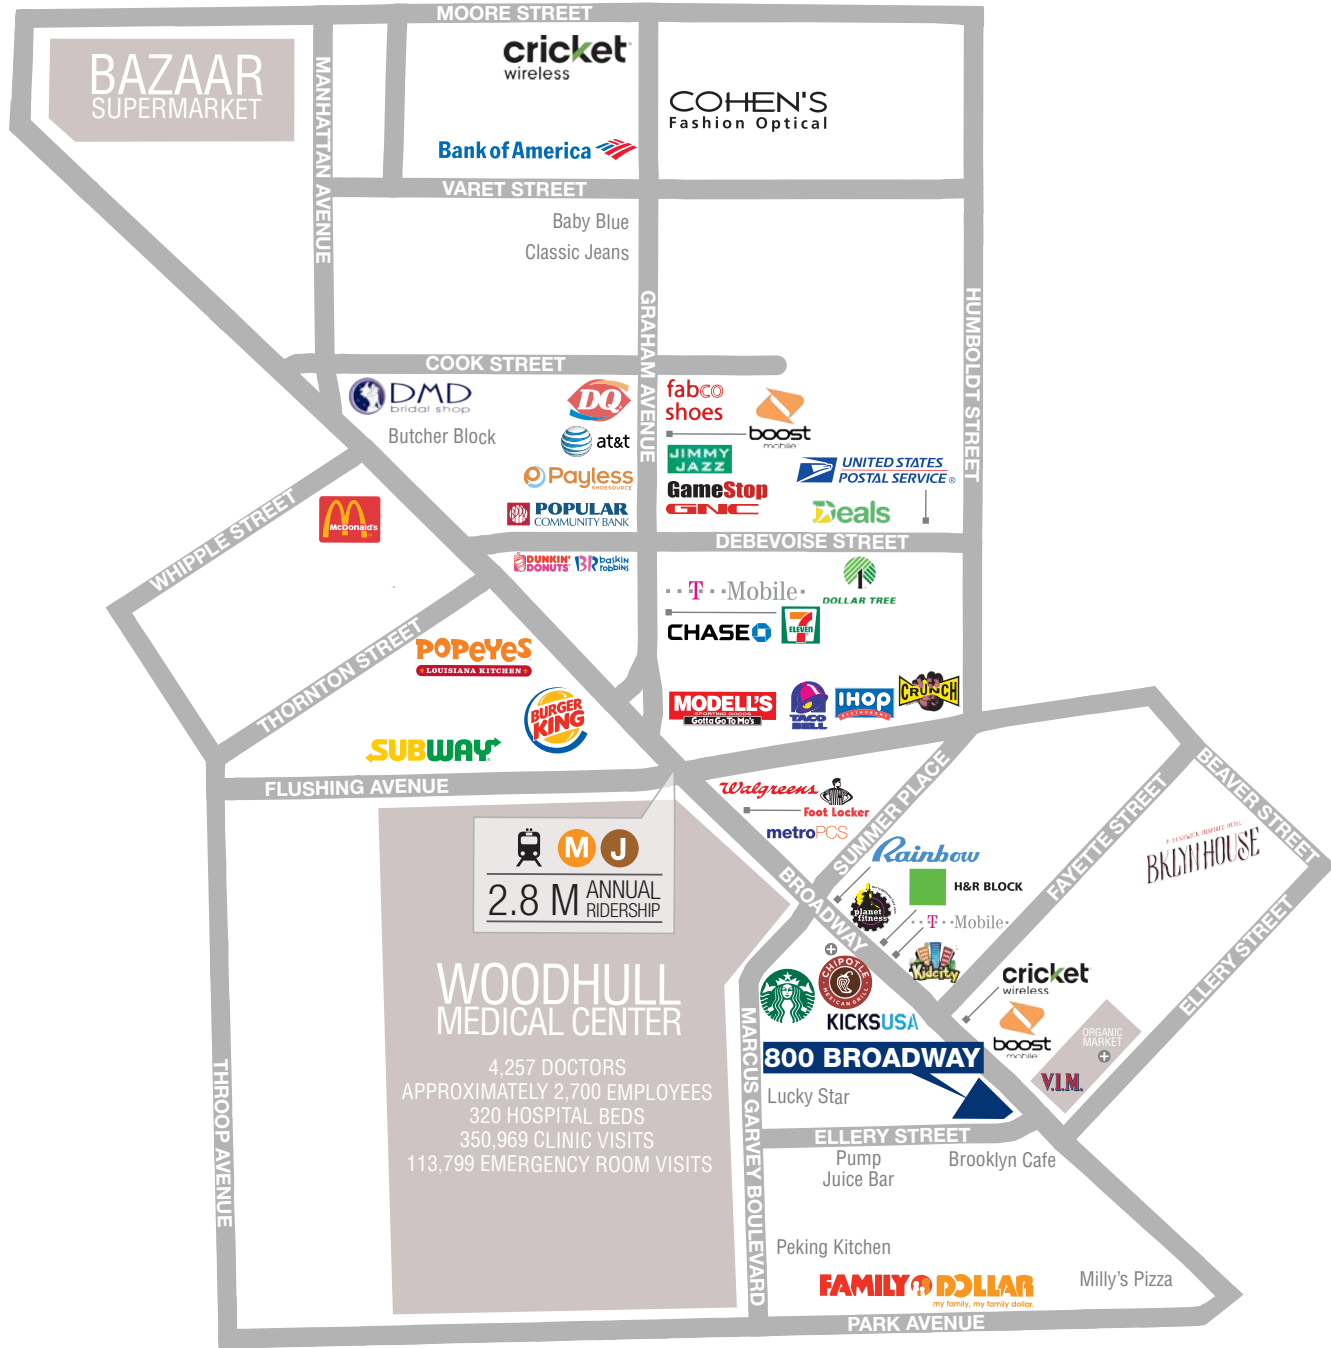 MOORE STREET
BAZAAR
SUPERMARKET
MANHATTAN AVENUE
cricket
wireless
COHEN'S
Fashion Optical
Bank of America
VARET STREET
Baby Blue
Classic Jeans
GRAHAM AVENUE
HUMBOLDT STREET
COOK STREET
DMD
bridal shop
Butcher Block
DQ
at&t
Payless
SHOESOURCE
POPULAR
COMMUNITY BANK
fabco
shoes
boost
mobile
JIMMY
JAZZ
GameStop
GNC
UNITED STATES
POSTAL SERVICE®
Deals
DEBEVOISE STREET
WHIPPLE STREET
McDonald's
DUNKIN'
DONUTS
BR
baskin
robbins
T Mobile
DOLLAR TREE
CHASE
7
ELEVEN
THORNTON STREET
POPEYES
LOUISIANA KITCHEN
BURGER
KING
SUBWAY
MODELL'S
SPORTING GOODS
Gotta Go To Mo's
TACO
BELL
IHOP
RESTAURANT
CRUNCH
FLUSHING AVENUE
Walgreens
Foot Locker
metroPCS
SUMMER PLACE
FAYETTE STREET
BEAVER STREET
BKLYN HOUSE
ELLERY STREET
M
J
2.8 M ANNUAL
RIDERSHIP
BROADWAY
Rainbow
H&R BLOCK
planet
fitness
T Mobile
Kidcity
WOODHULL
MEDICAL CENTER
4,257 DOCTORS
APPROXIMATELY 2,700 EMPLOYEES
320 HOSPITAL BEDS
350,969 CLINIC VISITS
113,799 EMERGENCY ROOM VISITS
CHIPOTLE
MEXICAN GRILL
KICKSUSA
cricket
wireless
boost
mobile
ORGANIC
MARKET
V.I.M.
800 BROADWAY
Lucky Star
MARCUS GARVEY BOULEVARD
THROOP AVENUE
ELLERY STREET
Pump
Juice Bar
Brooklyn Cafe
Peking Kitchen
FAMILY DOLLAR
my family, my family dollar.
Milly's Pizza
PARK AVENUE